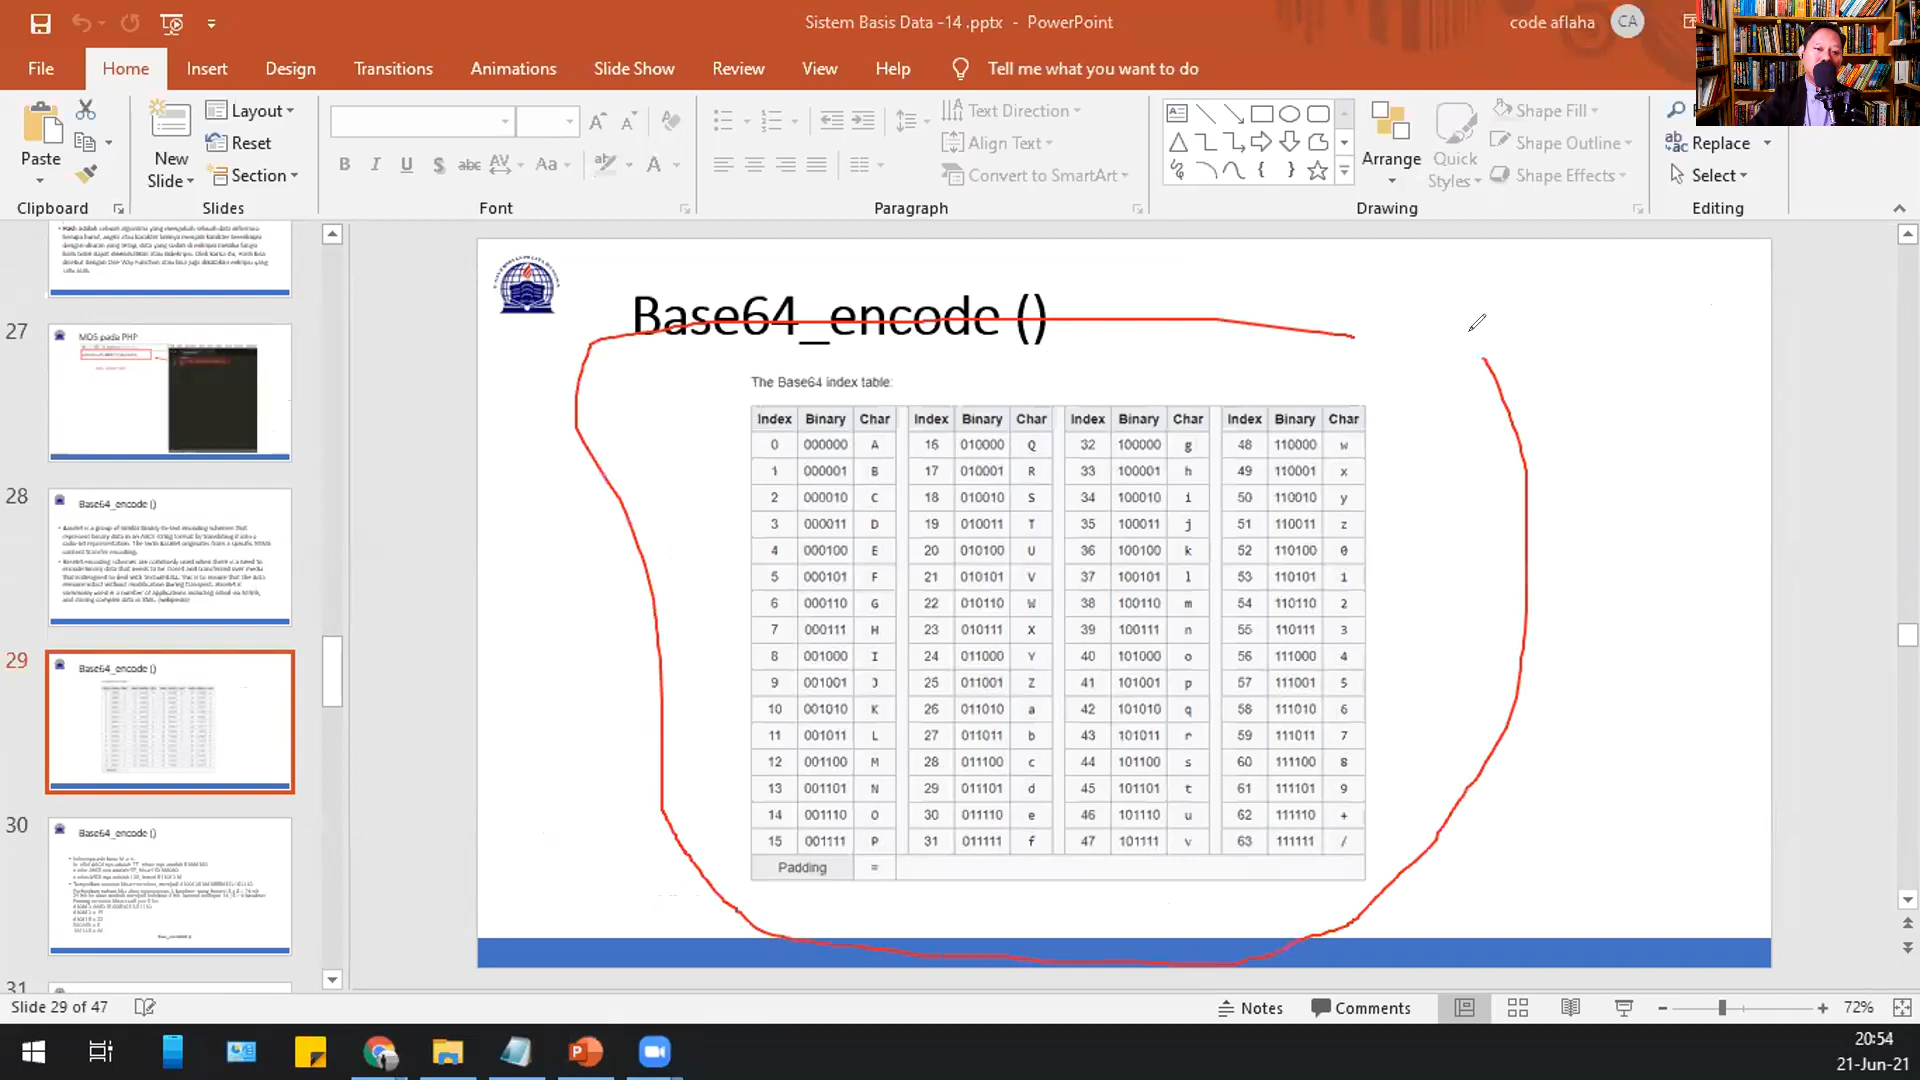 Sistem Basis Data -14 .pptx - PowerPoint
code aflaha
CA
File Home Insert Design Transitions Animations Slide Show Review View Help Tell me what you want to do
Paste
Clipboard
New Slide
Layout
Reset
Section
Slides
B I U S abc AV Aa A
Font
Text Direction
Align Text
Convert to SmartArt
Paragraph
Arrange
Quick Styles
Shape Fill
Shape Outline
Shape Effects
Drawing
Replace
Select
Editing
27
MD5 pada PHP
28
Base64_encode ()
29
Base64_encode ()
30
Base64_encode ()
31
Base64_encode ()
The Base64 index table:
Index Binary Char Index Binary Char Index Binary Char Index Binary Char
0 000000 A 16 010000 Q 32 100000 g 48 110000 w
1 000001 B 17 010001 R 33 100001 h 49 110001 x
2 000010 C 18 010010 S 34 100010 i 50 110010 y
3 000011 D 19 010011 T 35 100011 j 51 110011 z
4 000100 E 20 010100 U 36 100100 k 52 110100 0
5 000101 F 21 010101 V 37 100101 l 53 110101 1
6 000110 G 22 010110 W 38 100110 m 54 110110 2
7 000111 H 23 010111 X 39 100111 n 55 110111 3
8 001000 I 24 011000 Y 40 101000 o 56 111000 4
9 001001 J 25 011001 Z 41 101001 p 57 111001 5
10 001010 K 26 011010 a 42 101010 q 58 111010 6
11 001011 L 27 011011 b 43 101011 r 59 111011 7
12 001100 M 28 011100 c 44 101100 s 60 111100 8
13 001101 N 29 011101 d 45 101101 t 61 111101 9
14 001110 O 30 011110 e 46 101110 u 62 111110 +
15 001111 P 31 011111 f 47 101111 v 63 111111 /
Padding =
Slide 29 of 47
Notes
Comments
72%
20:54
21-Jun-21